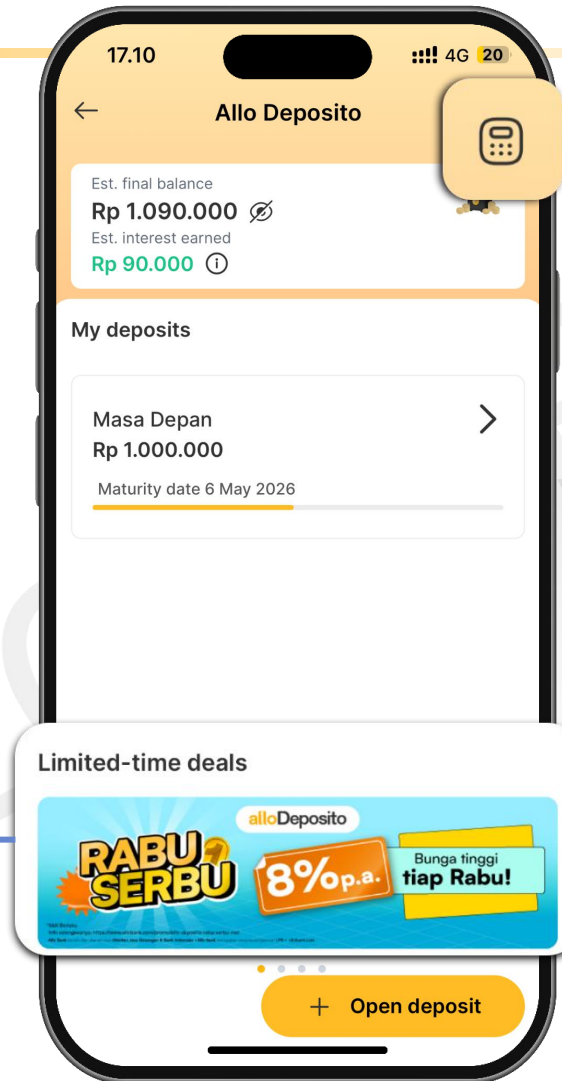 17.10
4G 20
Allo Deposito
Est. final balance
Rp 1.090.000
Est. interest earned
Rp 90.000
My deposits
Masa Depan
Rp 1.000.000
Maturity date 6 May 2026
Limited-time deals
alloDeposito
RABU
SERBU
8% p.a.
Bunga tinggi
tiap Rabu!
+ Open deposit